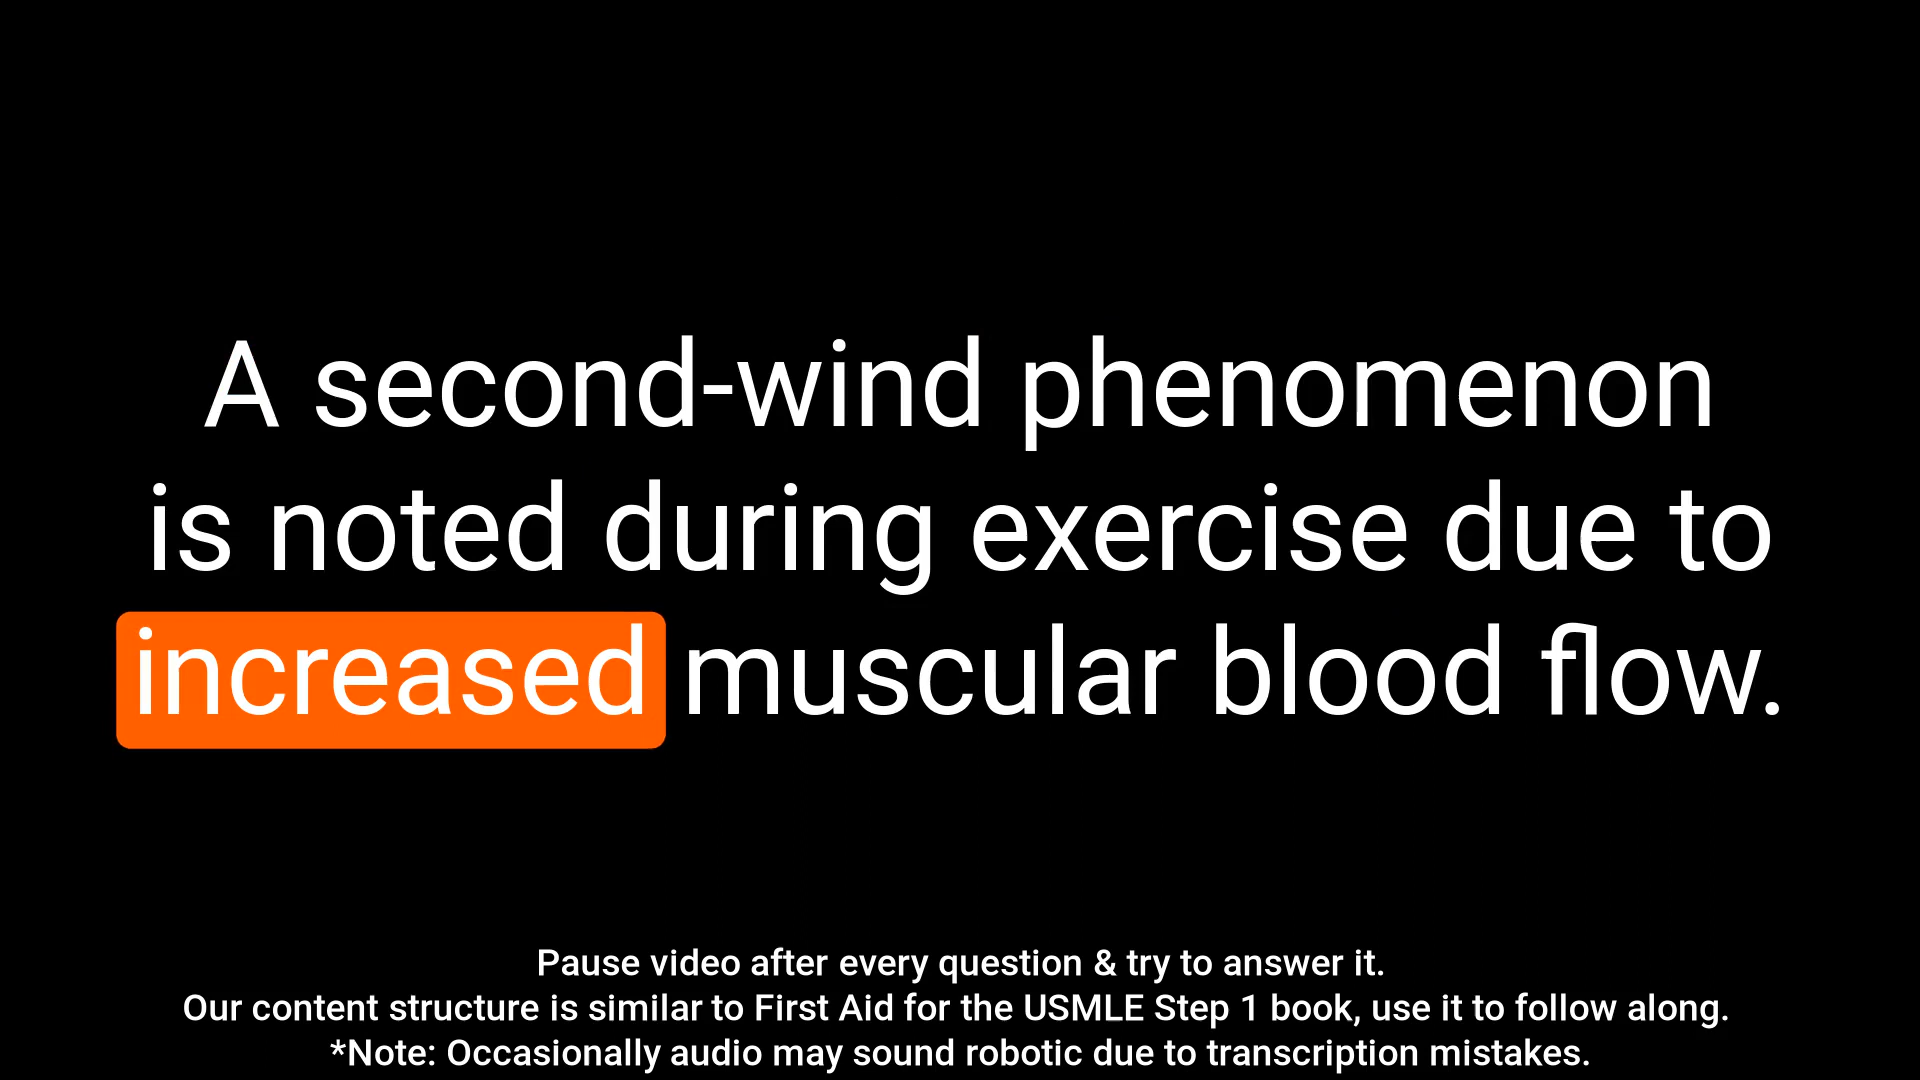 A second-wind phenomenon
is noted during exercise due to
increased muscular blood flow.
Pause video after every question & try to answer it.
Our content structure is similar to First Aid for the USMLE Step 1 book, use it to follow along.
*Note: Occasionally audio may sound robotic due to transcription mistakes.